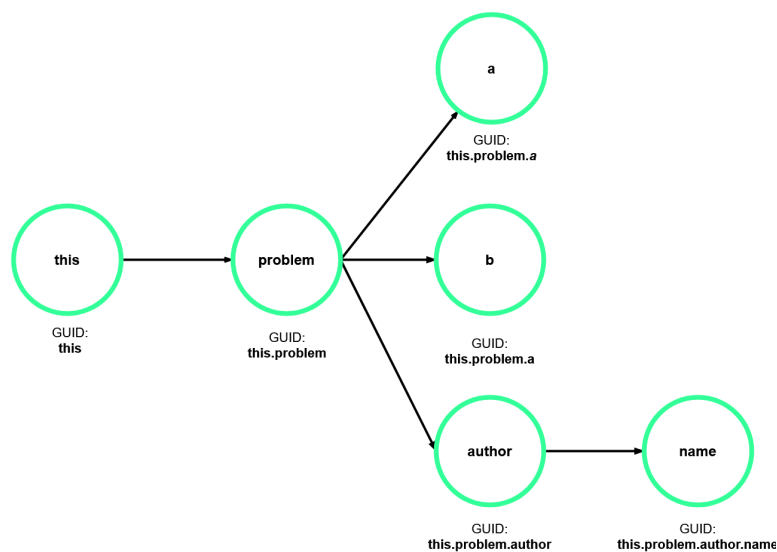 a
GUID:
this.problem.a
this
GUID:
this
problem
GUID:
this.problem
b
GUID:
this.problem.a
author
GUID:
this.problem.author
name
GUID:
this.problem.author.name